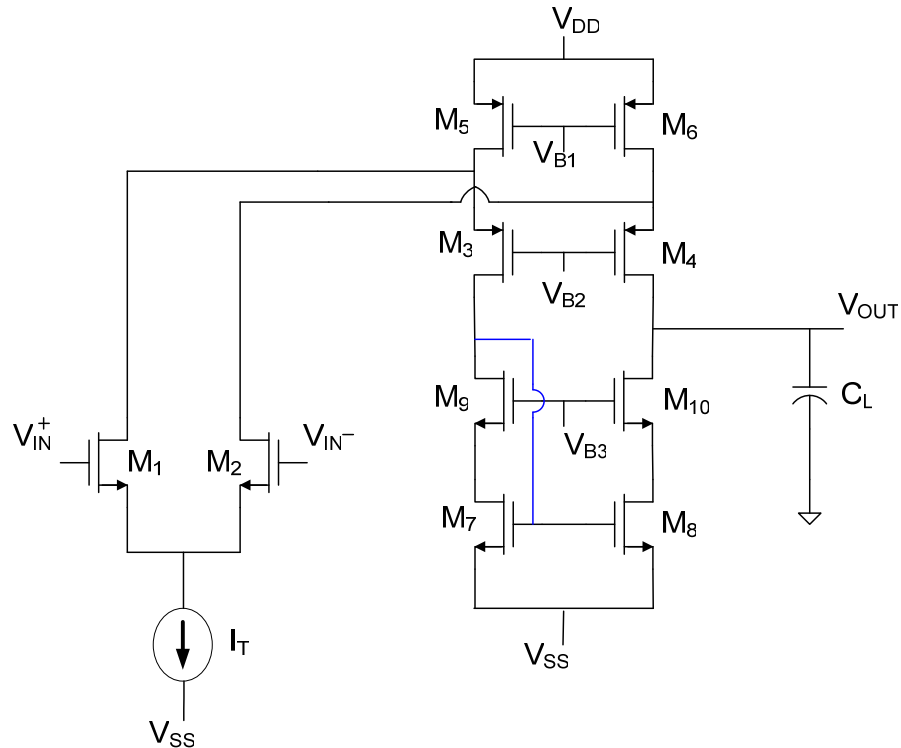 V_DD
M_5
M_6
V_B1
M_3
M_4
V_B2
V_OUT
M_9
M_10
C_L
V_B3
V_IN^+
M_1
M_2
V_IN^–
M_7
M_8
I_T
V_SS
V_SS